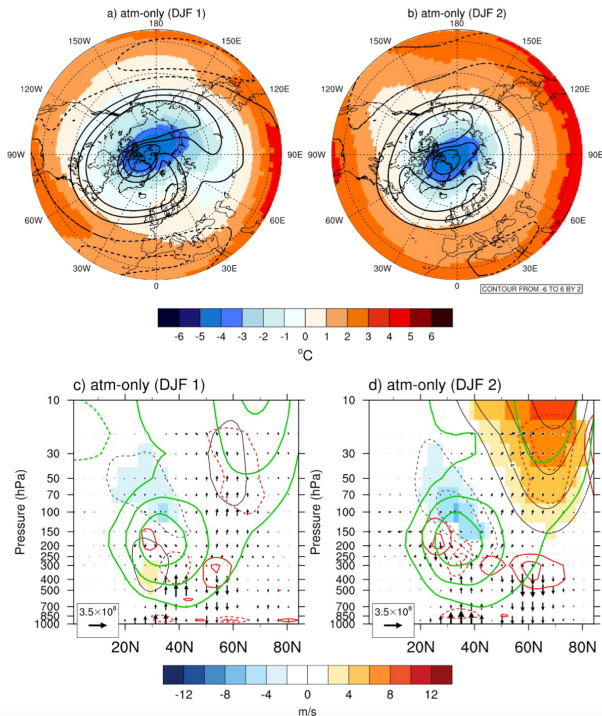 a) atm-only (DJF 1)
180
150W
150E
120W
120E
90W
90E
60W
60E
30W
30E
0
b) atm-only (DJF 2)
180
150W
150E
120W
120E
90W
90E
60W
60E
30W
30E
0
CONTOUR FROM -6 TO 6 BY 2
-6 -5 -4 -3 -2 -1 0 1 2 3 4 5 6
°C
c) atm-only (DJF 1)
Pressure (hPa)
10
30
50
70
100
150
200
250
300
400
500
700
850
1000
3.5×10⁸
20N 40N 60N 80N
d) atm-only (DJF 2)
Pressure (hPa)
10
30
50
70
100
150
200
250
300
400
500
700
850
1000
3.5×10⁸
20N 40N 60N 80N
-12 -8 -4 0 4 8 12
m/s